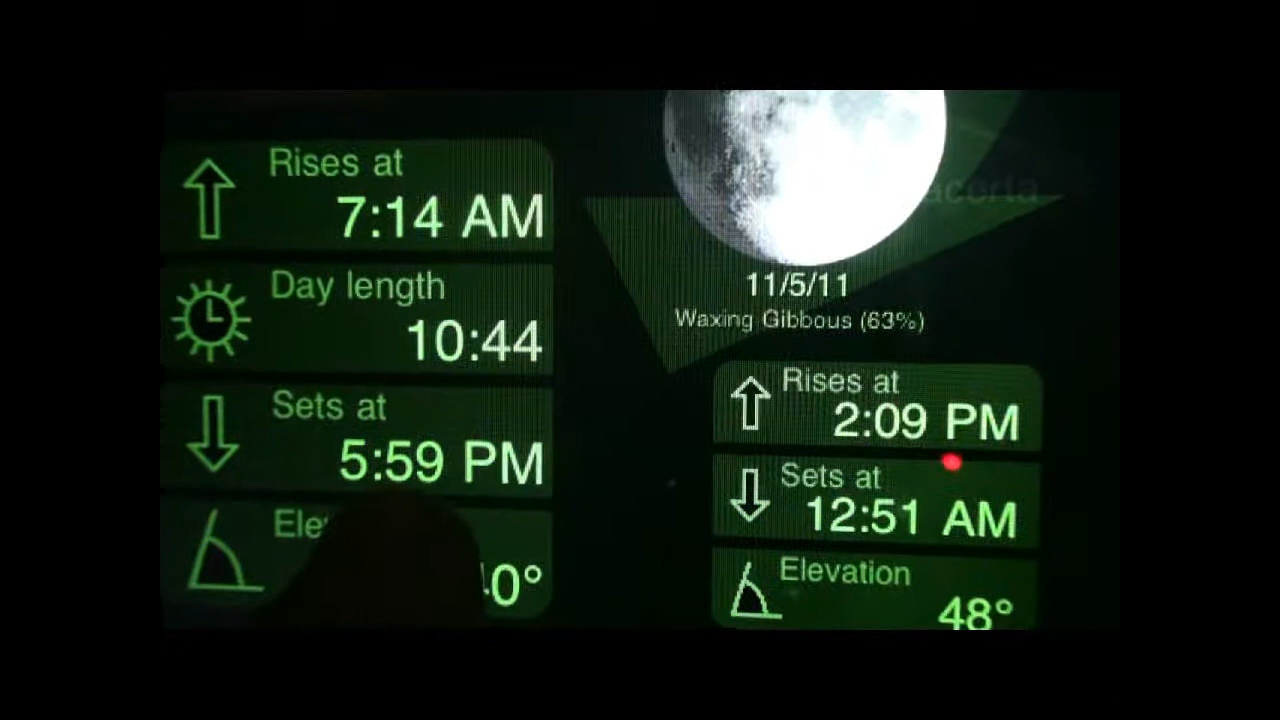 Rises at
7:14 AM
Day length
10:44
Sets at
5:59 PM
0°
11/5/11
Waxing Gibbous (63%)
Rises at
2:09 PM
Sets at
12:51 AM
Elevation
48°